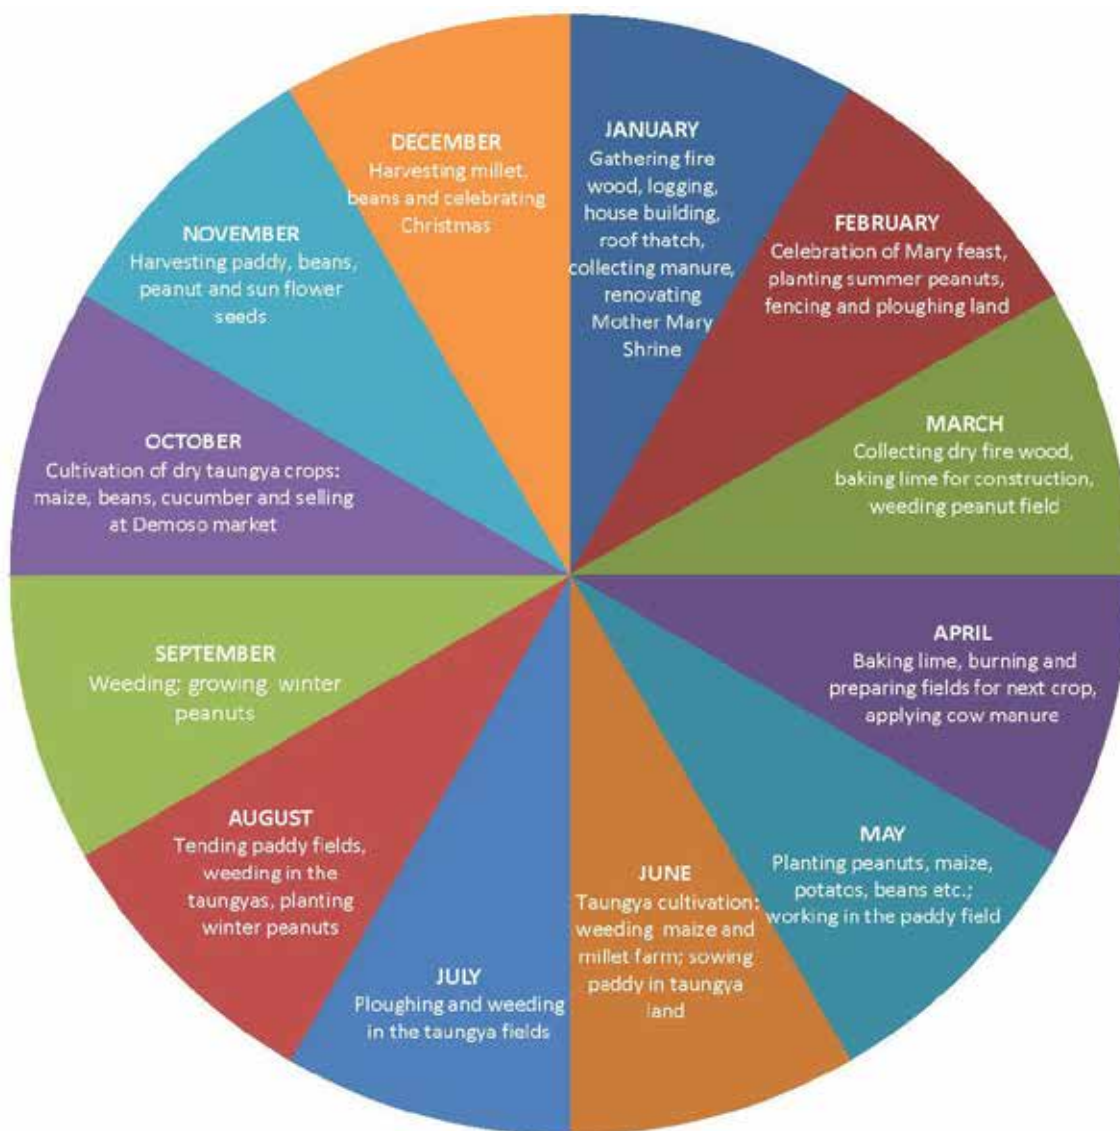 JANUARY
Gathering fire
wood, logging,
house building,
roof thatch,
collecting manure,
renovating
Mother Mary
Shrine
FEBRUARY
Celebration of Mary feast,
planting summer peanuts,
fencing and ploughing land
MARCH
Collecting dry fire wood,
baking lime for construction,
weeding peanut field
APRIL
Baking lime, burning and
preparing fields for next crop,
applying cow manure
MAY
Planting peanuts, maize,
potatos, beans etc.;
working in the paddy field
JUNE
Taungya cultivation:
weeding maize and
millet farm; sowing
paddy in taungya
land
JULY
Ploughing and weeding
in the taungya fields
AUGUST
Tending paddy fields,
weeding in the
taungyas, planting
winter peanuts
SEPTEMBER
Weeding; growing winter
peanuts
OCTOBER
Cultivation of dry taungya crops:
maize, beans, cucumber and selling
at Demoso market
NOVEMBER
Harvesting paddy, beans,
peanut and sun flower
seeds
DECEMBER
Harvesting millet,
beans and celebrating
Christmas